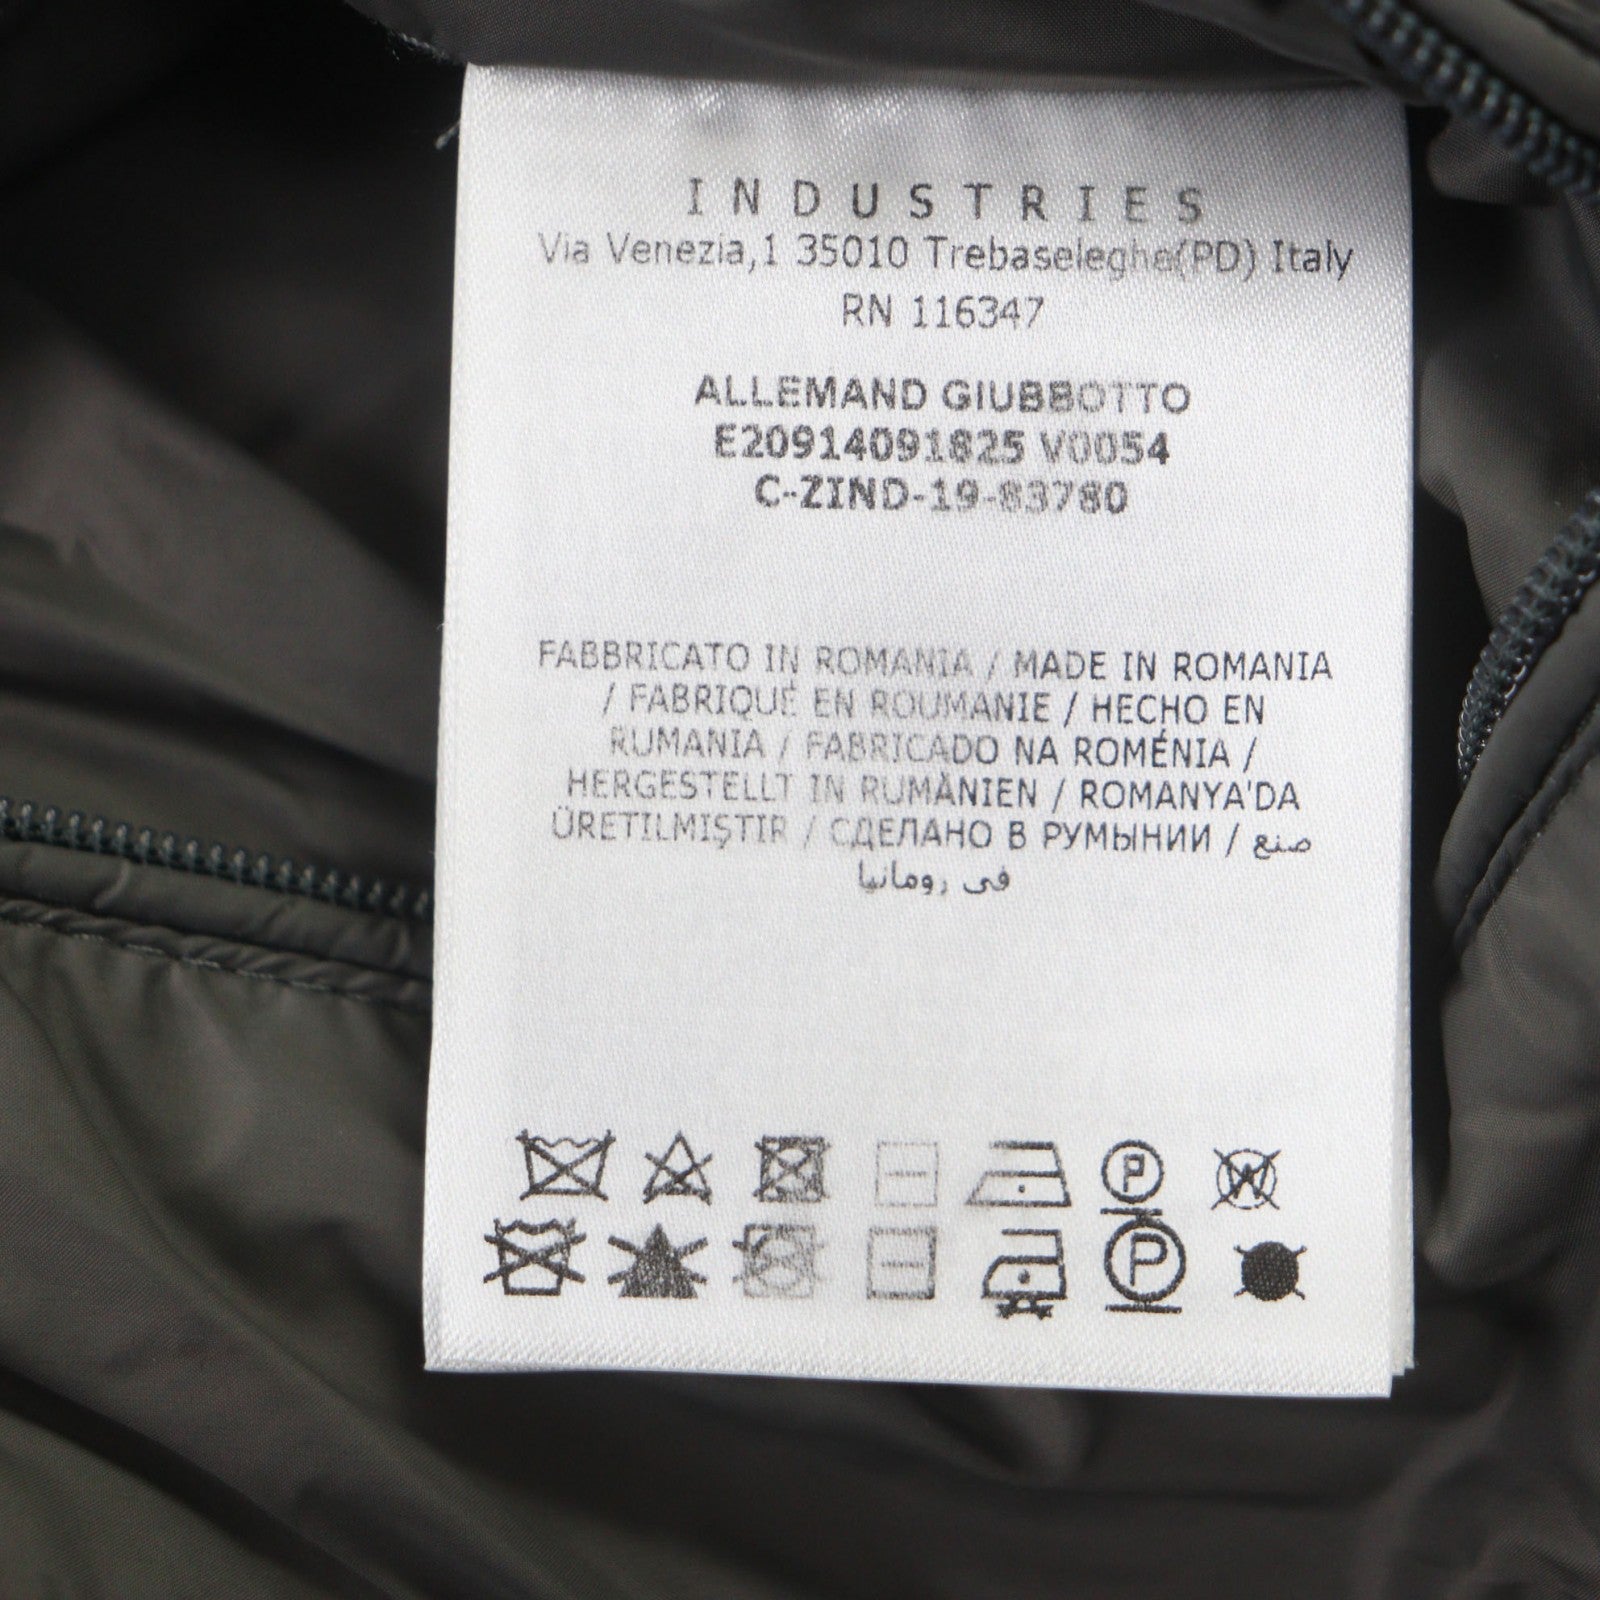 INDUSTRIES
Via Venezia,1 35010 Trebaseleghe(PD) Italy
RN 116347
ALLEMAND GIUBBOTTO
E20914091825 V0054
C-ZIND-19-83780
FABBRICATO IN ROMANIA / MADE IN ROMANIA
/ FABRIQUÉ EN ROUMANIE / HECHO EN
RUMANIA / FABRICADO NA ROMÉNIA /
HERGESTELLT IN RUMÄNIEN / ROMANYA'DA
ÜRETILMIŞTIR / СДЕЛАНО В РУМЫНИИ / صنع
في رومانيا
P W
P